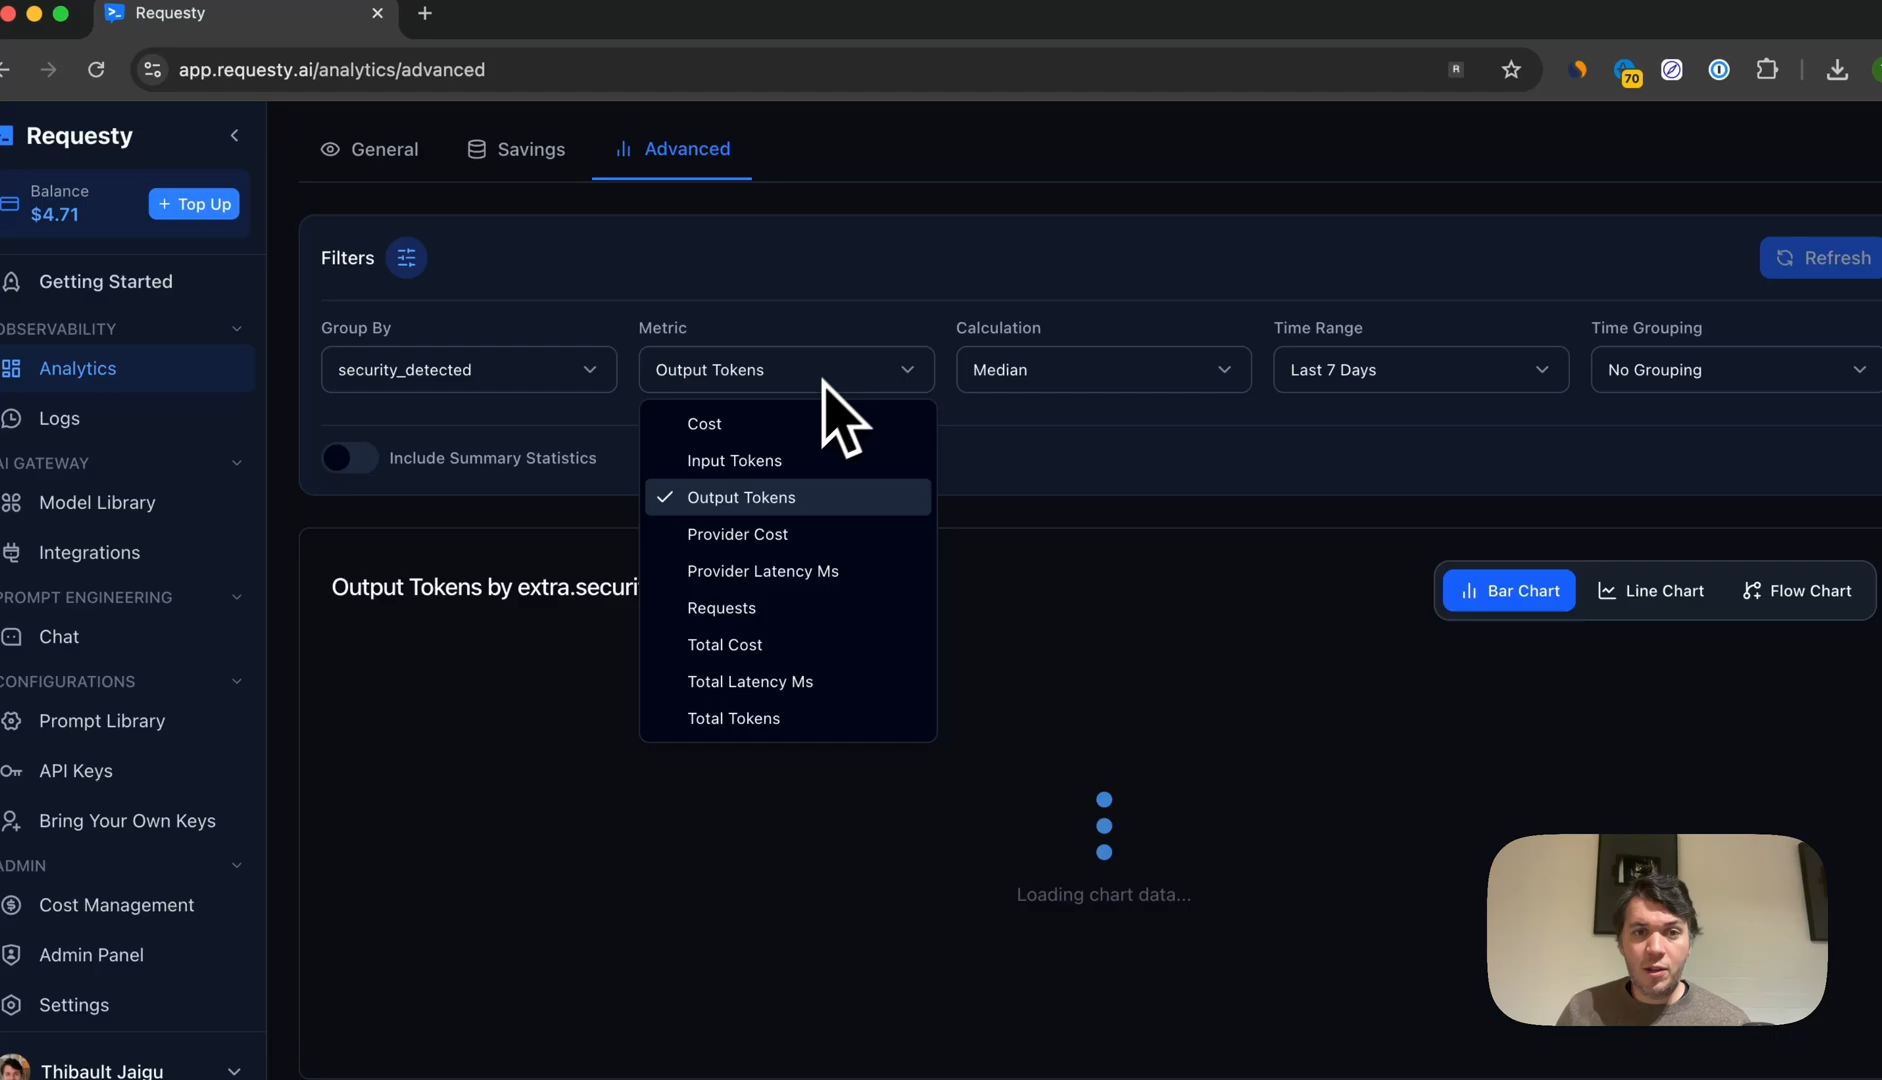 Requesty
app.requesty.ai/analytics/advanced
R
70
Requesty
Balance
$4.71
+ Top Up
Getting Started
OBSERVABILITY
Analytics
Logs
AI GATEWAY
Model Library
Integrations
PROMPT ENGINEERING
Chat
CONFIGURATIONS
Prompt Library
API Keys
Bring Your Own Keys
ADMIN
Cost Management
Admin Panel
Settings
Thibault Jaigu
General
Savings
Advanced
Filters
Refresh
Group By
Metric
Calculation
Time Range
Time Grouping
security_detected
Output Tokens
Median
Last 7 Days
No Grouping
Include Summary Statistics
Cost
Input Tokens
Output Tokens
Provider Cost
Provider Latency Ms
Requests
Total Cost
Total Latency Ms
Total Tokens
Output Tokens by extra.securi
Bar Chart
Line Chart
Flow Chart
Loading chart data...